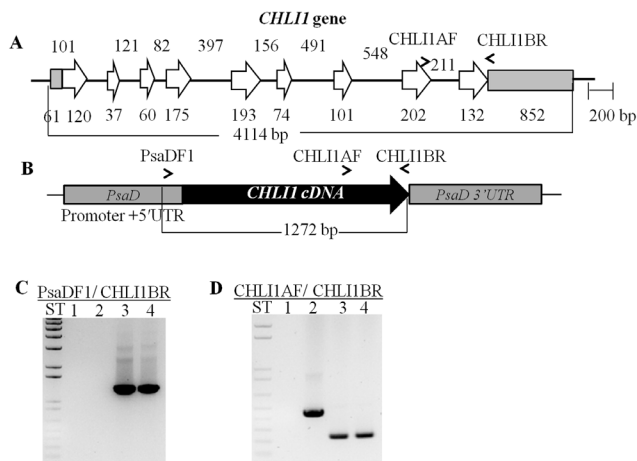 CHLI1 gene
A
101 121 82 397 156 491 548 CHLI1AF 211 CHLI1BR
61 120 37 60 175 193 74 101 202 132 852 200 bp
4114 bp
B PsaDF1 CHLI1AF CHLI1BR
PsaD CHLI1 cDNA PsaD 3'UTR
Promoter +5'UTR
1272 bp
C PsaDF1/ CHLI1BR
ST 1 2 3 4
D CHLI1AF/ CHLI1BR
ST 1 2 3 4